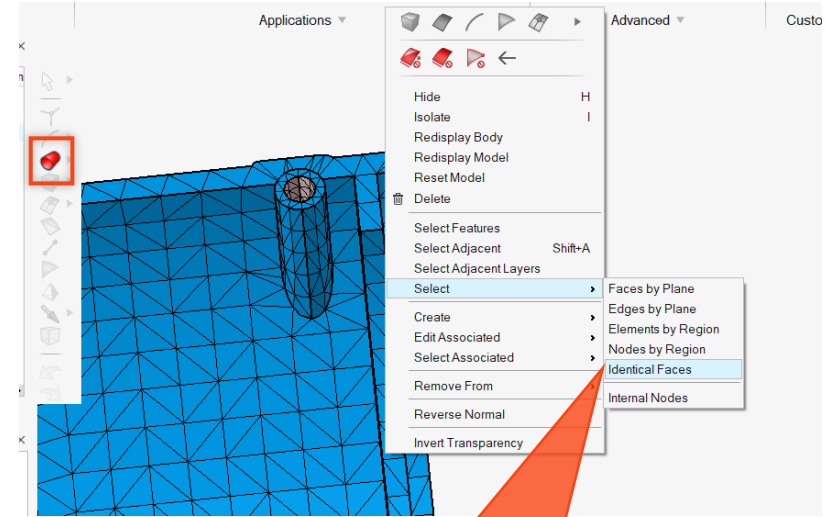 Applications
Advanced
Custo
n
Hide H
Isolate I
Redisplay Body
Redisplay Model
Reset Model
Delete
Select Features
Select Adjacent Shift+A
Select Adjacent Layers
Select
Faces by Plane
Edges by Plane
Elements by Region
Nodes by Region
Identical Faces
Internal Nodes
Create
Edit Associated
Select Associated
Remove From
Reverse Normal
Invert Transparency